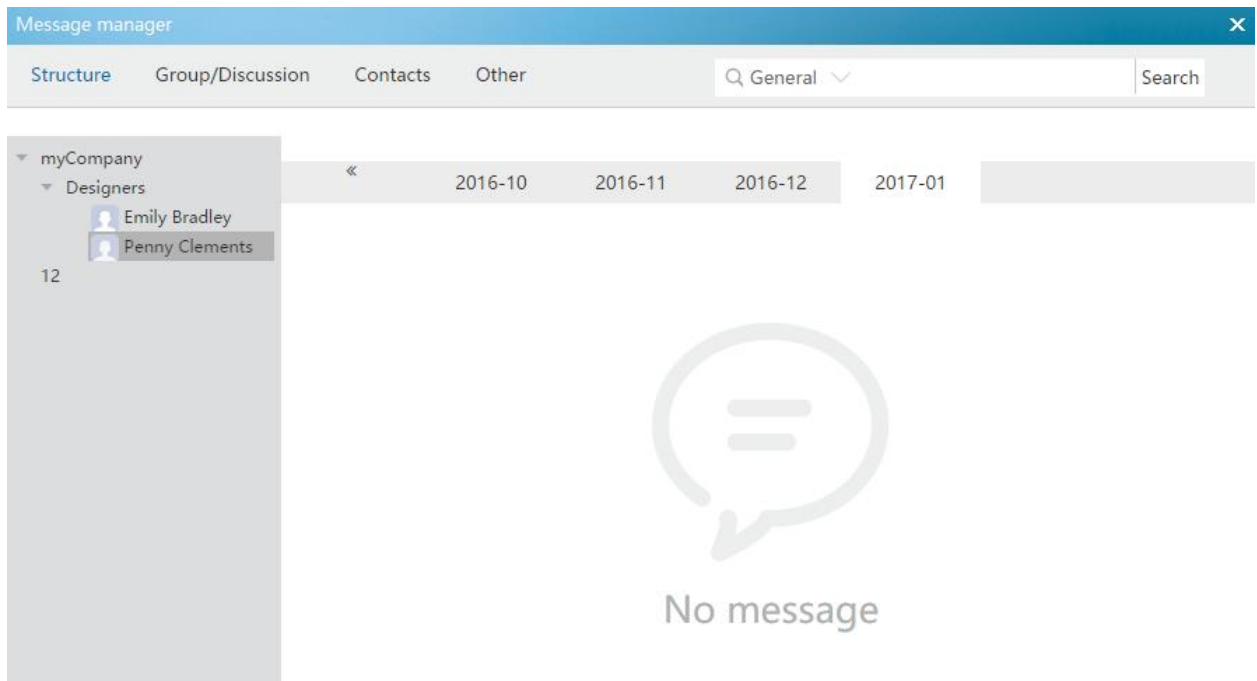 Message manager
Structure Group/Discussion Contacts Other General Search
myCompany
« 2016-10 2016-11 2016-12 2017-01
Designers
Emily Bradley
Penny Clements
12
No message